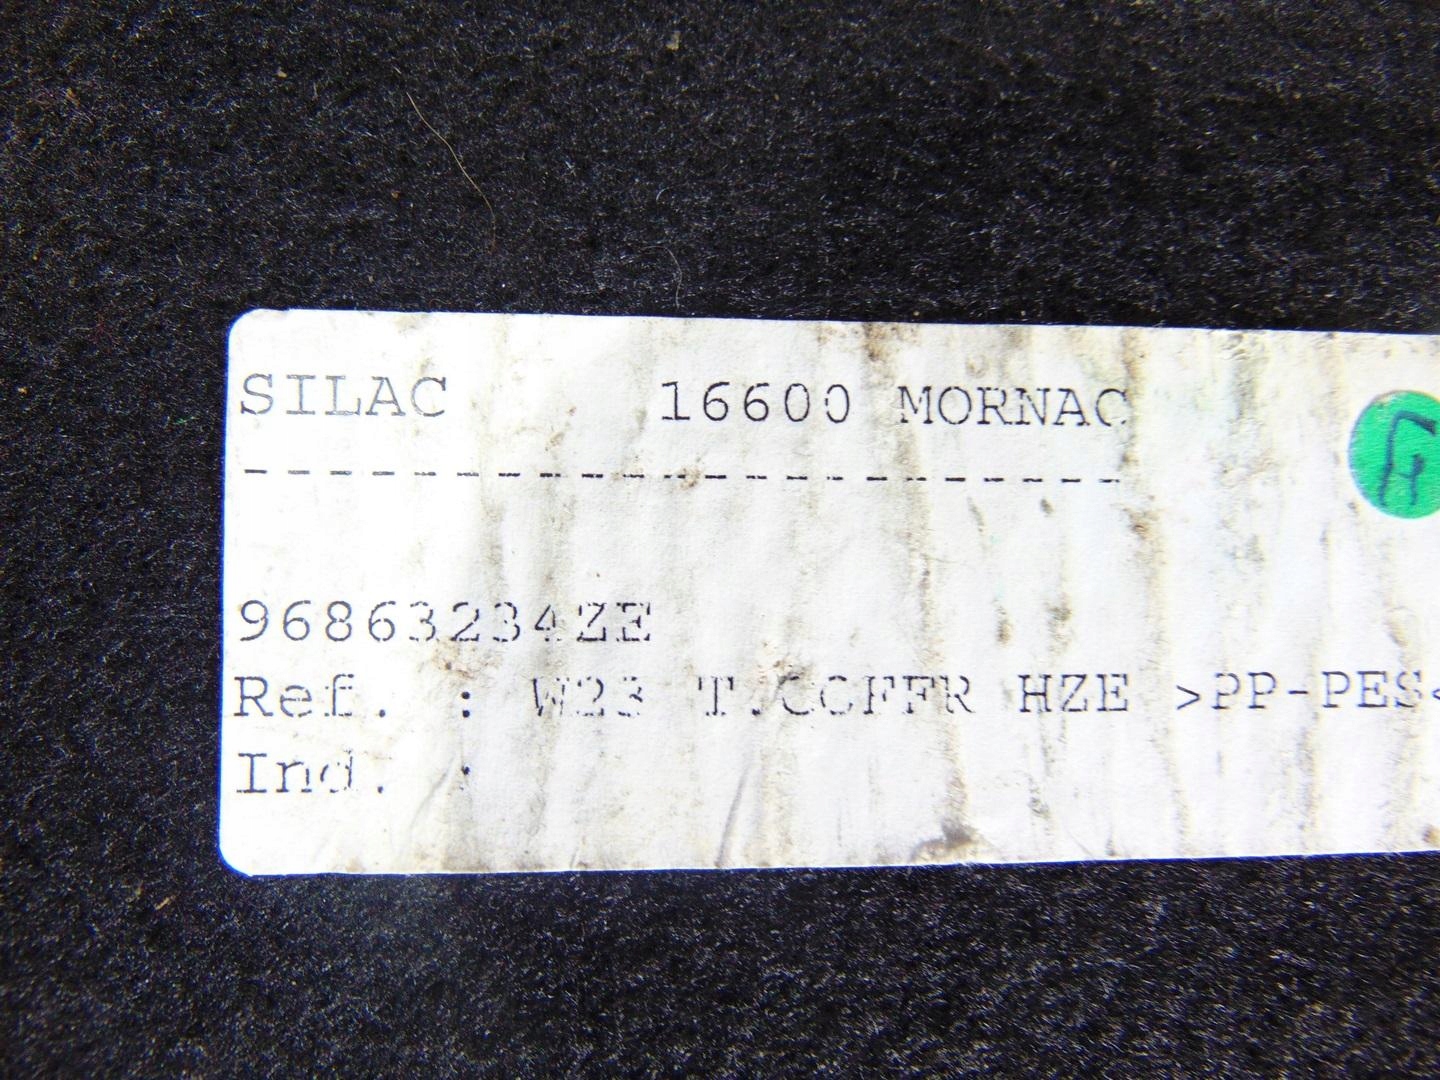 SILAC 16600 MORNAC
- - - - - - - - - - - - - - - - - - - - - -
96863234ZE
Ref. : W23 T.COFFR HZE >PP-PES<
Ind. :